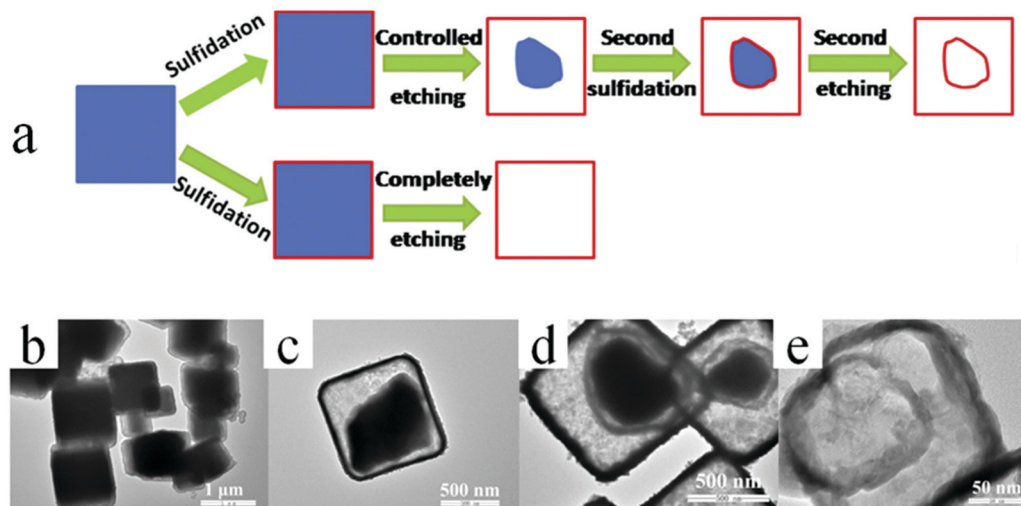 a
Sulfidation
Controlled
etching
Second
sulfidation
Second
etching
Sulfidation
Completely
etching
b
1 μm
c
500 nm
d
500 nm
e
50 nm